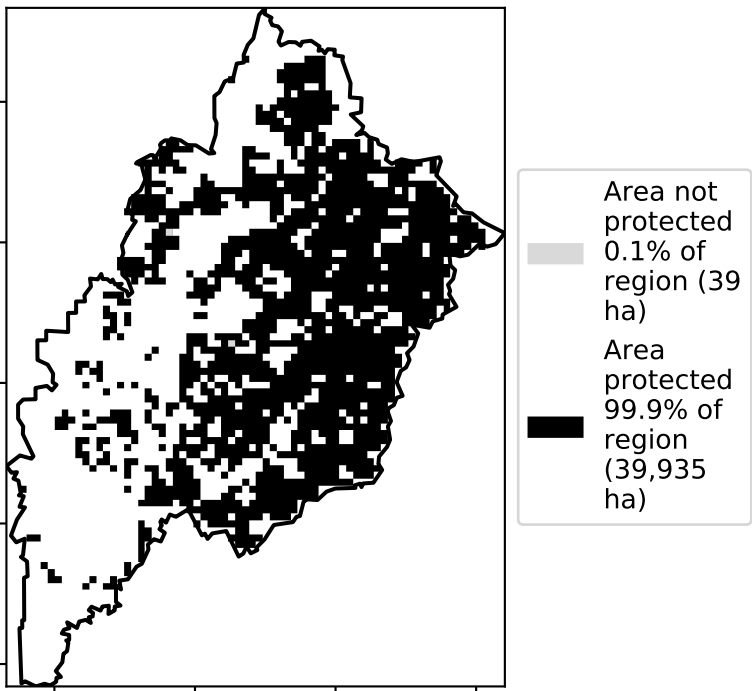 Area not
protected
0.1% of
region (39
ha)
Area
protected
99.9% of
region
(39,935
ha)